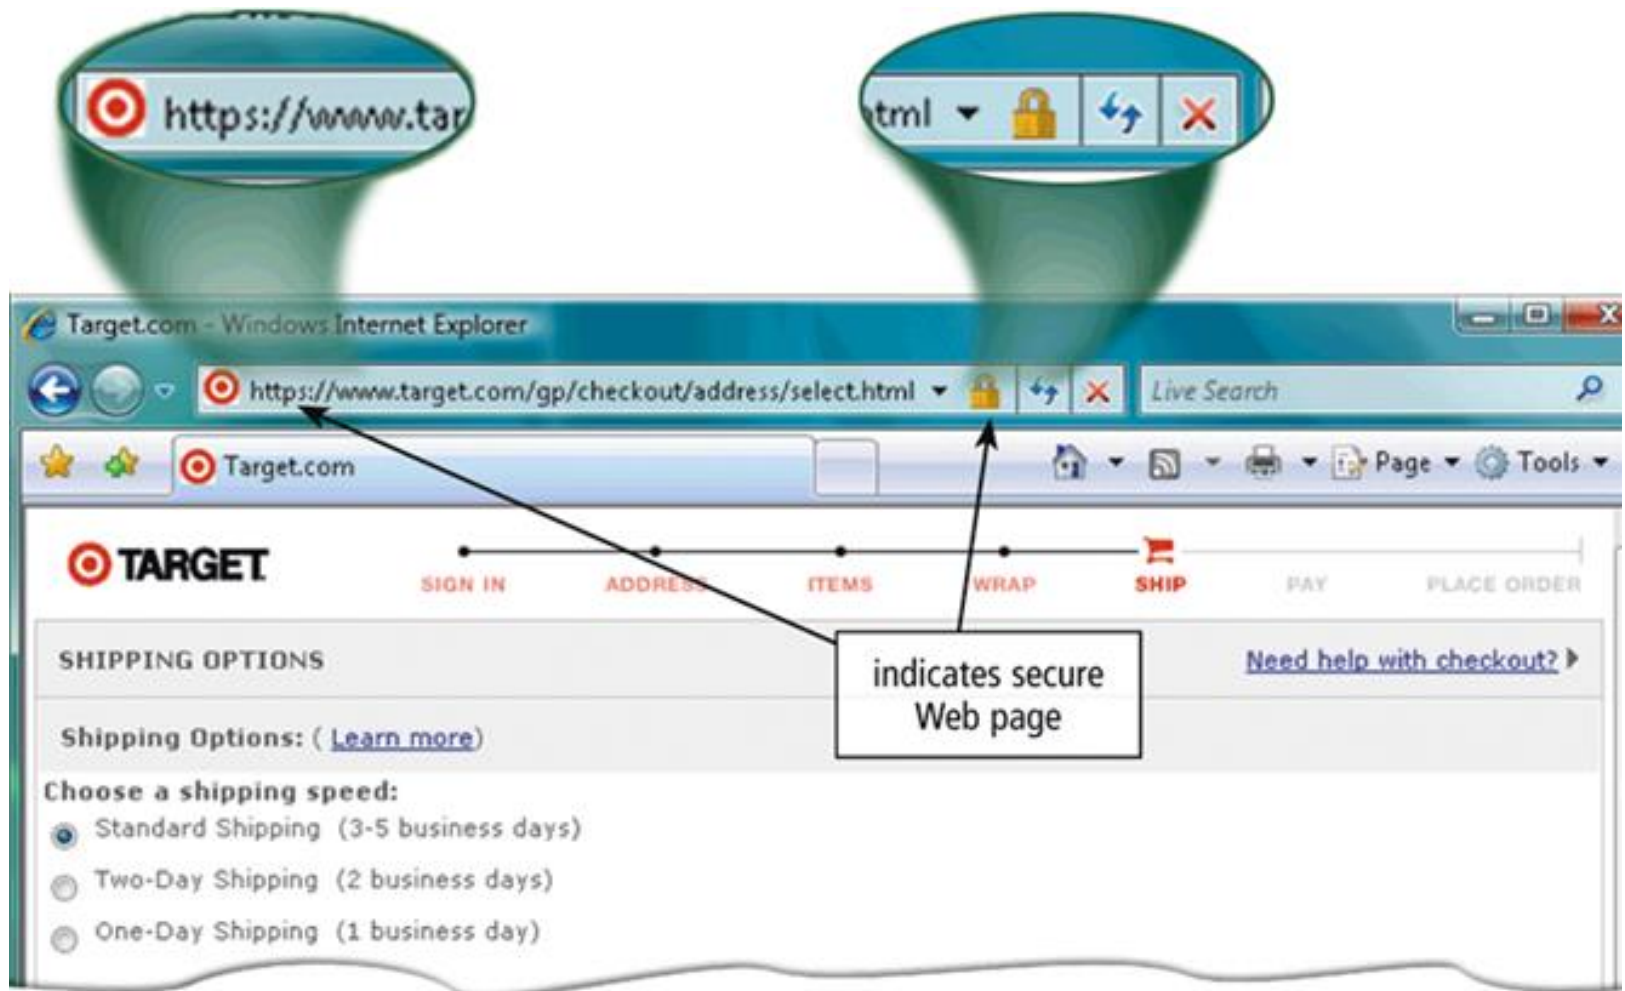 https://www.tar
html
Target.com - Windows Internet Explorer
https://www.target.com/gp/checkout/address/select.html
Live Search
Target.com
Page
Tools
TARGET
SIGN IN
ADDRESS
ITEMS
WRAP
SHIP
PAY
PLACE ORDER
SHIPPING OPTIONS
Need help with checkout?
indicates secure
Web page
Shipping Options: ( Learn more)
Choose a shipping speed:
Standard Shipping (3-5 business days)
Two-Day Shipping (2 business days)
One-Day Shipping (1 business day)